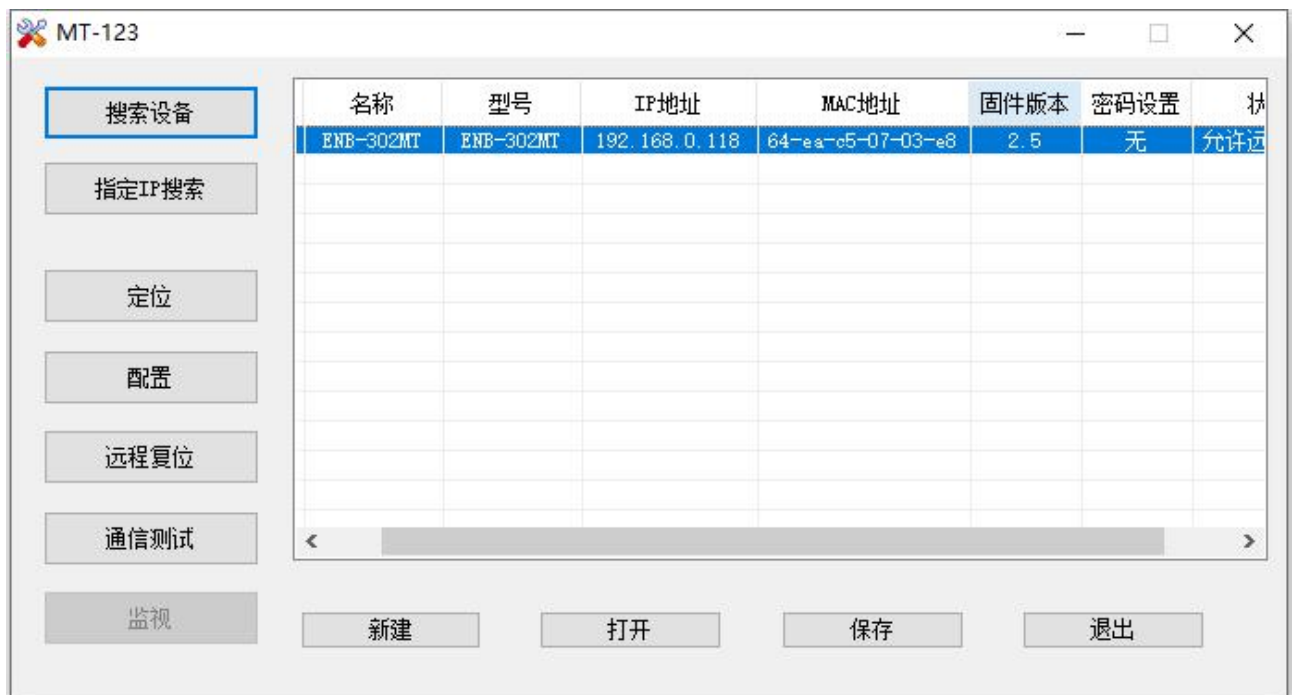 MT-123
搜索设备
指定IP搜索
定位
配置
远程复位
通信测试
监视
名称 型号 IP地址 MAC地址 固件版本 密码设置
ENB-302MT ENB-302MT 192.168.0.118 64-ea-c5-07-03-e8 2.5 无 允许远
新建 打开 保存 退出